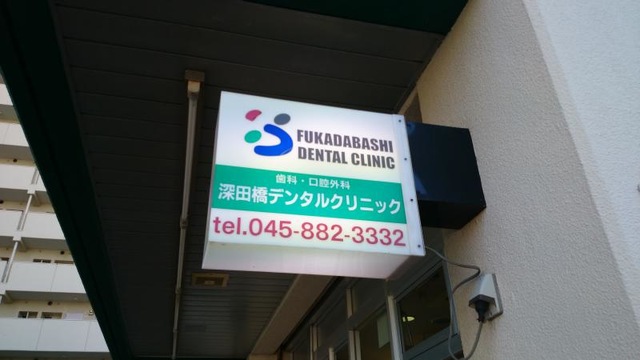 FUKADABASHI
DENTAL CLINIC
歯科・口腔外科
深田橋デンタルクリニック
tel.045-882-3332